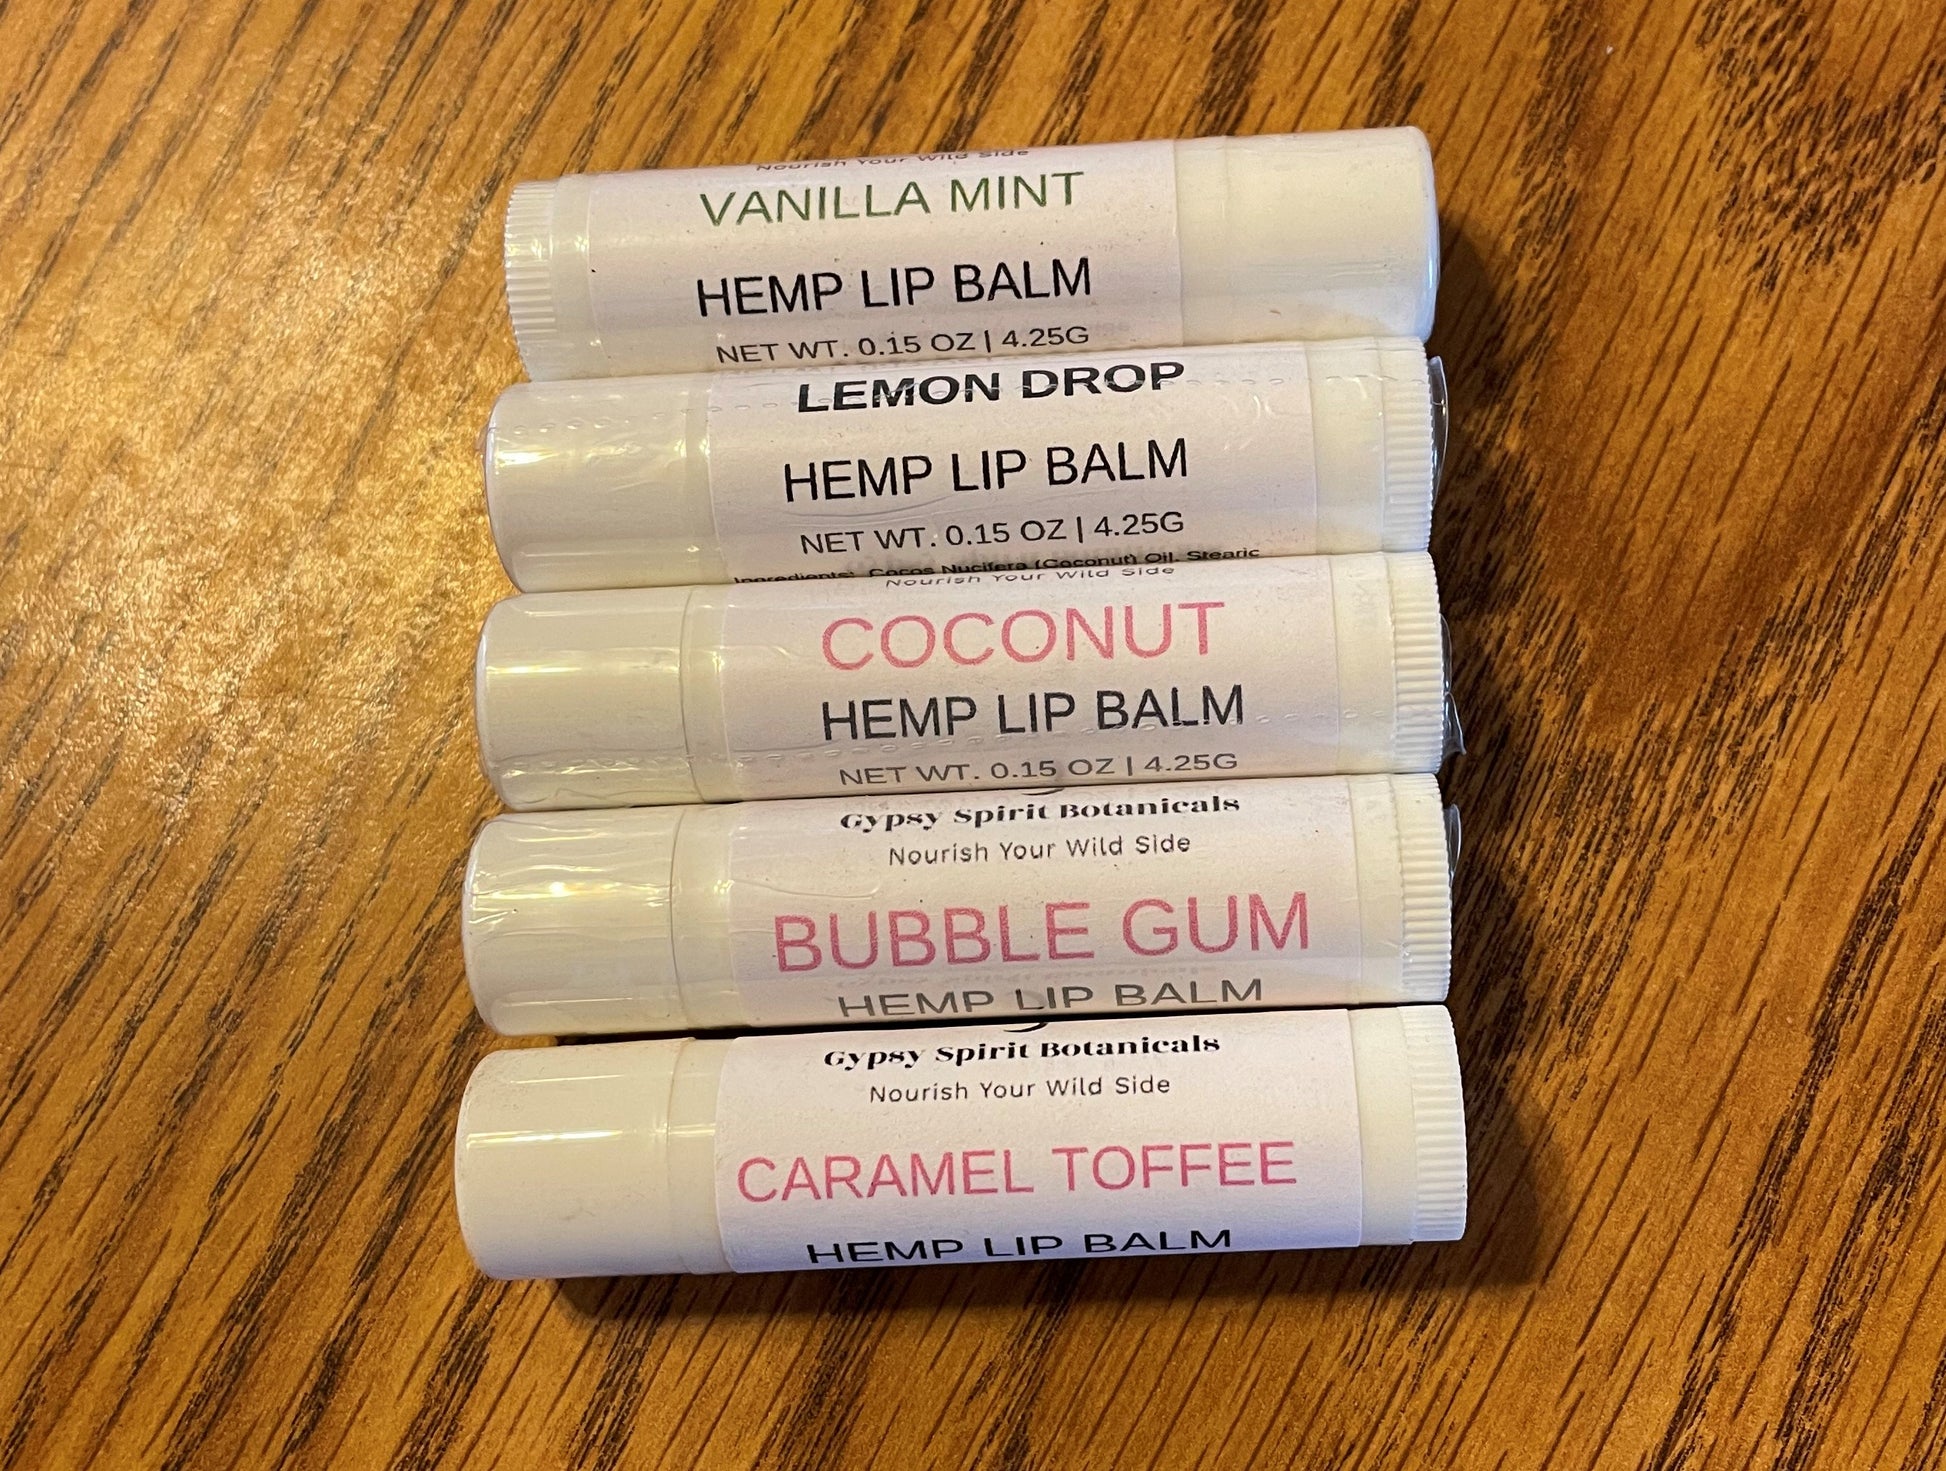 Nourish Your Wild Side
VANILLA MINT
HEMP LIP BALM
NET WT. 0.15 OZ | 4.25G
LEMON DROP
HEMP LIP BALM
NET WT. 0.15 OZ | 4.25G
Ingredients: Cocos Nucifera (Coconut) Oil, Stearic
Nourish Your Wild Side
COCONUT
HEMP LIP BALM
NET WT. 0.15 OZ | 4.25G
Gypsy Spirit Botanicals
Nourish Your Wild Side
BUBBLE GUM
HEMP LIP BALM
Gypsy Spirit Botanicals
Nourish Your Wild Side
CARAMEL TOFFEE
HEMP LIP BALM